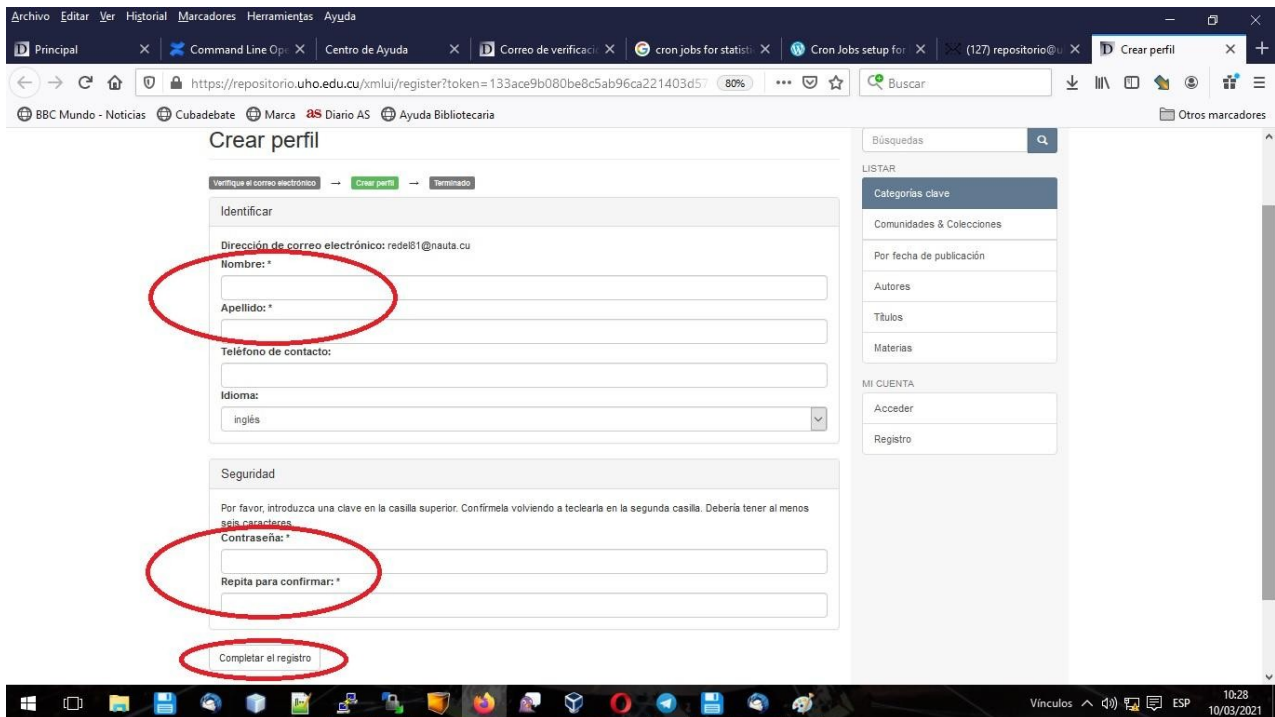 Archivo Editar Ver Historial Marcadores Herramientas Ayuda
Principal
Command Line Ope
Centro de Ayuda
Correo de verificaci
cron jobs for statisti
Cron Jobs setup for
(127) repositorio@u
Crear perfil
https://repositorio.uho.edu.cu/xmlui/register?token=133ace9b080be8c5ab96ca221403d57
80%
Buscar
BBC Mundo - Noticias
Cubadebate
Marca
as Diario AS
Ayuda Bibliotecaria
Otros marcadores
Crear perfil
Verifique el correo electrónico → Crear perfil → Terminado
Identificar
Dirección de correo electrónico: redel81@nauta.cu
Nombre: *
Apellido: *
Teléfono de contacto:
Idioma:
inglés
Seguridad
Por favor, introduzca una clave en la casilla superior. Confírmela volviendo a teclearla en la segunda casilla. Debería tener al menos
seis caracteres
Contraseña: *
Repita para confirmar: *
Completar el registro
Búsquedas
LISTAR
Categorías clave
Comunidades & Colecciones
Por fecha de publicación
Autores
Títulos
Materias
MI CUENTA
Acceder
Registro
Vínculos
ESP
10:28
10/03/2021